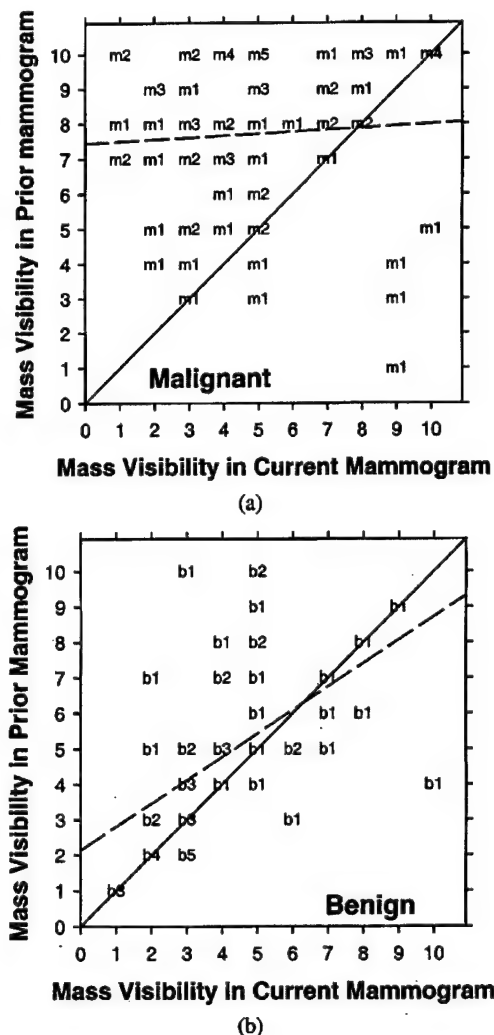 10 m2 m2 m4 m5 m1 m3 m1 m4
9 m3 m1 m3 m2 m1
8 m1 m1 m3 m2 m1 m1 m2 m2
7 m2 m1 m2 m3 m1 m1
6 m1 m2
5 m1 m2 m1 m2 m1
4 m1 m1 m1 m1
3 m1 m1 m1
2
1 m1
0
Malignant
Mass Visibility in Prior mammogram
0 1 2 3 4 5 6 7 8 9 10
Mass Visibility in Current Mammogram
(a)
10 b1 b2
9 b1 b1
8 b1 b2 b1
7 b1 b2 b1 b1
6 b1 b1 b1
5 b1 b2 b3 b1 b2 b1
4 b3 b1 b1 b1
3 b2 b3 b1
2 b4 b5
1 b3
0
Benign
Mass Visibility in Prior Mammogram
0 1 2 3 4 5 6 7 8 9 10
Mass Visibility in Current Mammogram
(b)